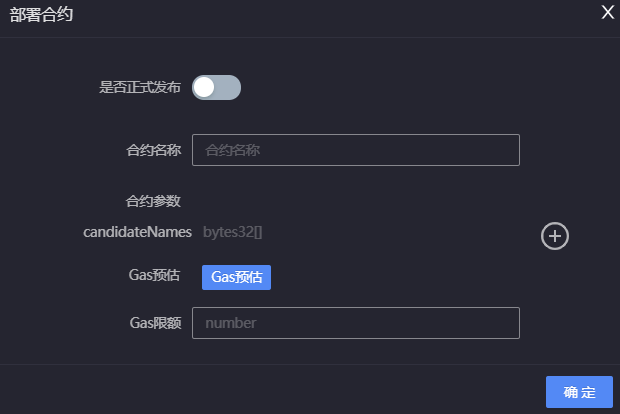 部署合约 X
是否正式发布
合约名称 合约名称
合约参数
candidateNames bytes32[]
Gas预估 Gas预估
Gas限额 number
确 定